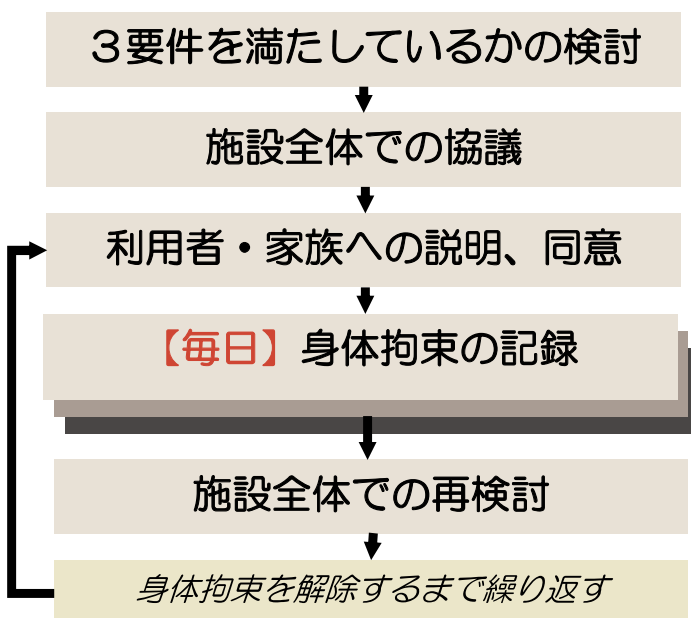 ３要件を満たしているかの検討
施設全体での協議
利用者・家族への説明、同意
【毎日】身体拘束の記録
施設全体での再検討
身体拘束を解除するまで繰り返す